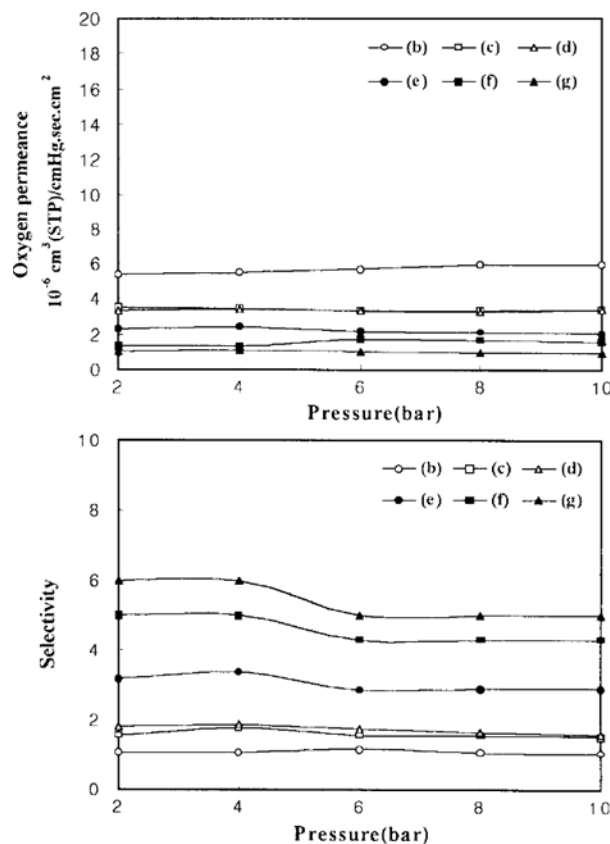 20
18
16
14
12
10
8
6
4
2
0
(b) (c) (d)
(e) (f) (g)
Oxygen permeance
10⁻⁶ cm³(STP)/cmHg.sec.cm²
2 4 6 8 10
Pressure(bar)
10
8
6
4
2
0
(b) (c) (d)
(e) (f) (g)
Selectivity
2 4 6 8 10
Pressure(bar)